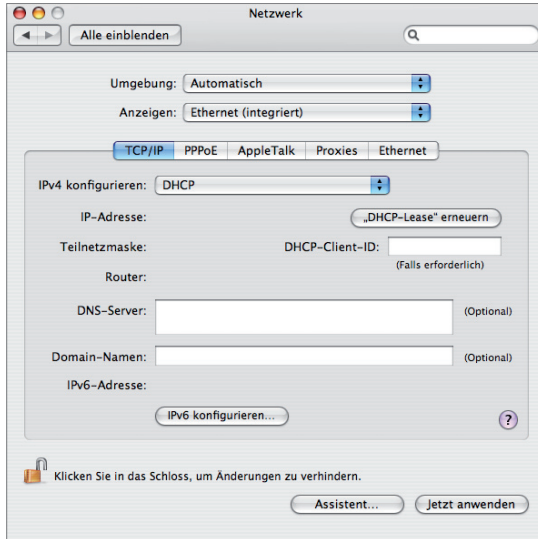 Netzwerk
Alle einblenden
Umgebung: Automatisch
Anzeigen: Ethernet (integriert)
TCP/IP PPPoE AppleTalk Proxies Ethernet
IPv4 konfigurieren: DHCP
IP-Adresse: „DHCP-Lease“ erneuern
Teilnetzmaske: DHCP-Client-ID:
(Falls erforderlich)
Router:
DNS-Server: (Optional)
Domain-Namen: (Optional)
IPv6-Adresse:
IPv6 konfigurieren... ?
Klicken Sie in das Schloss, um Änderungen zu verhindern.
Assistent... Jetzt anwenden